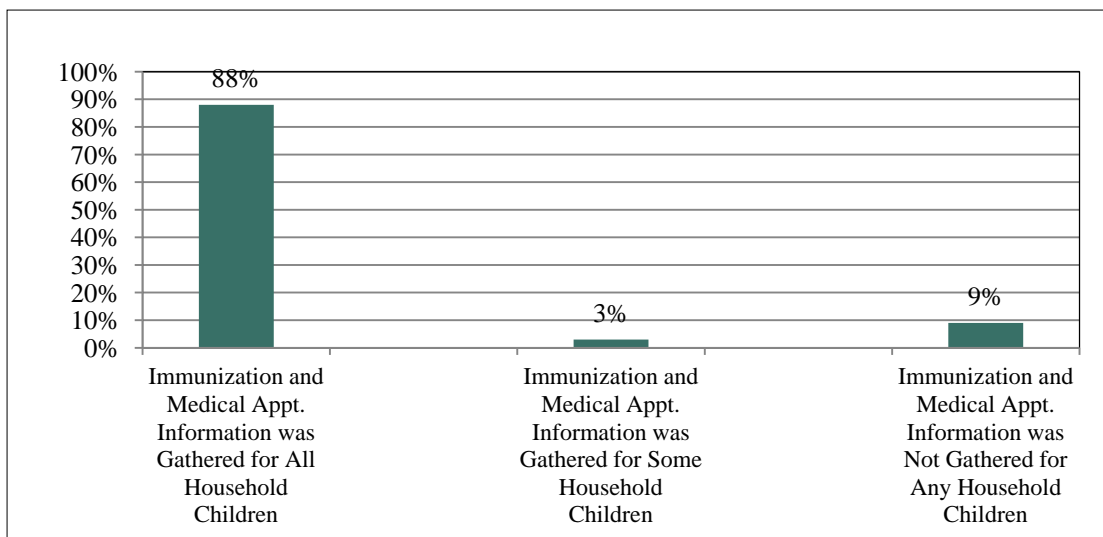 100%
90%
80%
70%
60%
50%
40%
30%
20%
10%
0%
88%
3%
9%
Immunization and
Medical Appt.
Information was
Gathered for All
Household
Children
Immunization and
Medical Appt.
Information was
Gathered for Some
Household
Children
Immunization and
Medical Appt.
Information was
Not Gathered for
Any Household
Children